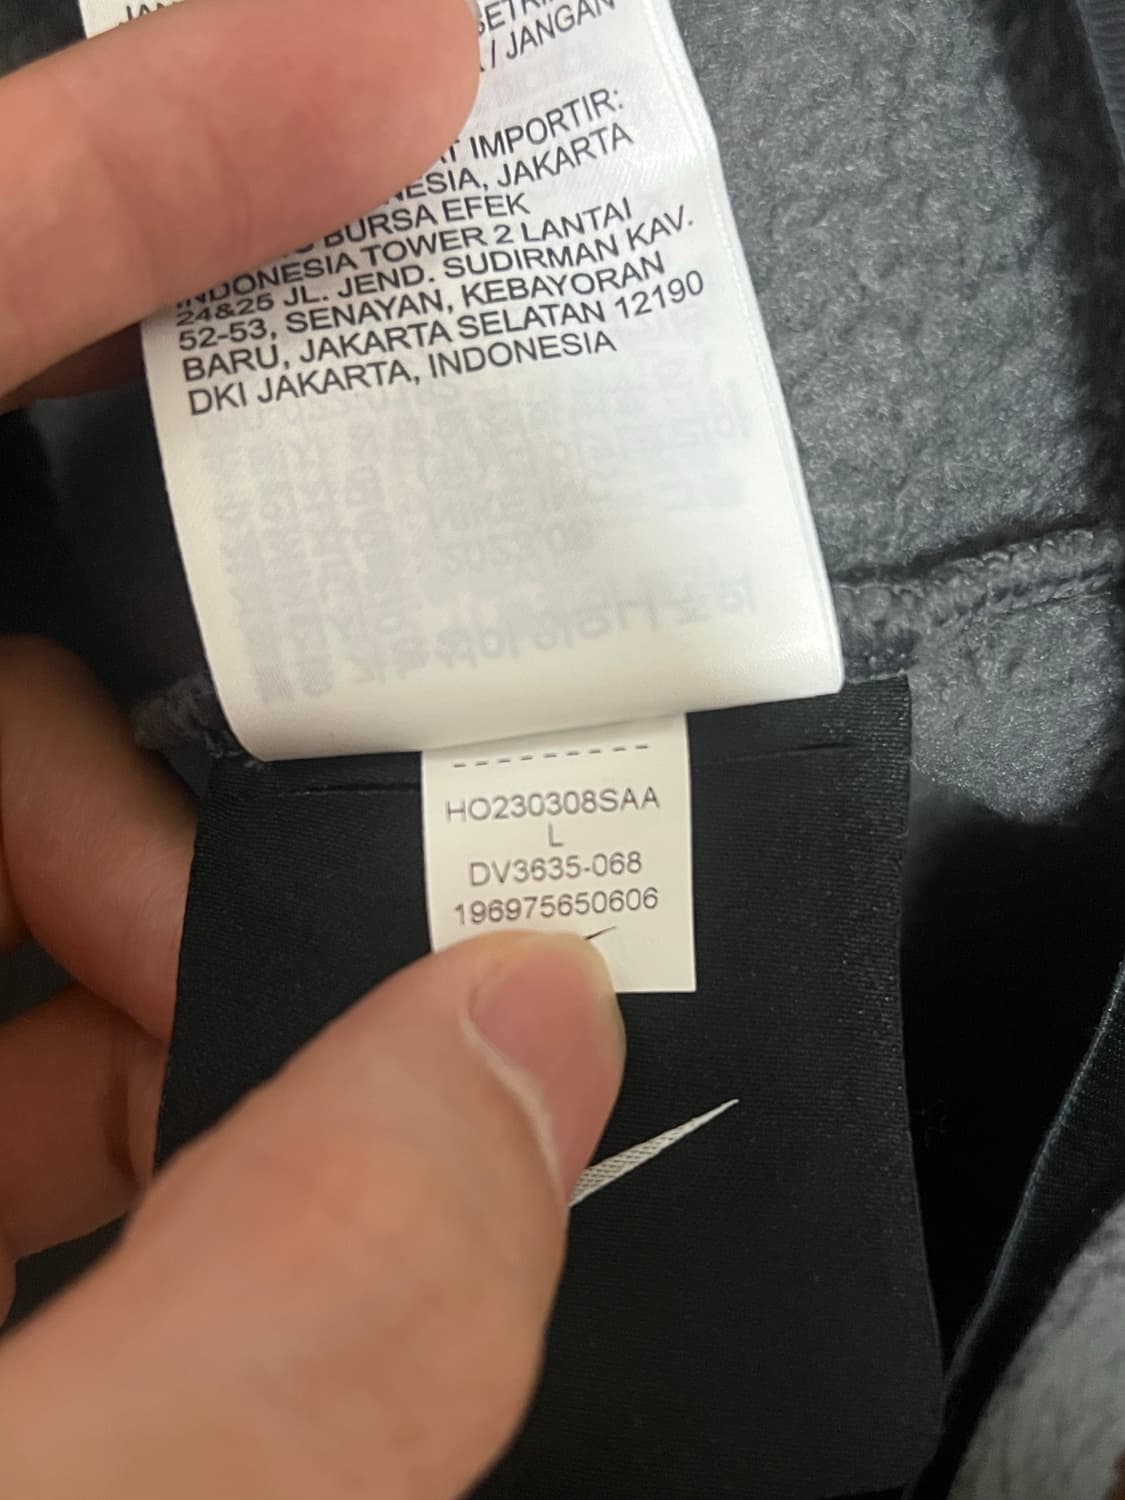 / JANGAN
IMPORTIR:
JAKARTA
BURSA EFEK
INDONESIA TOWER 2 LANTAI
24&25 JL. JEND. SUDIRMAN KAV.
52-53, SENAYAN, KEBAYORAN
BARU, JAKARTA SELATAN 12190
DKI JAKARTA, INDONESIA
HO230308SAA
L
DV3635-068
196975650606